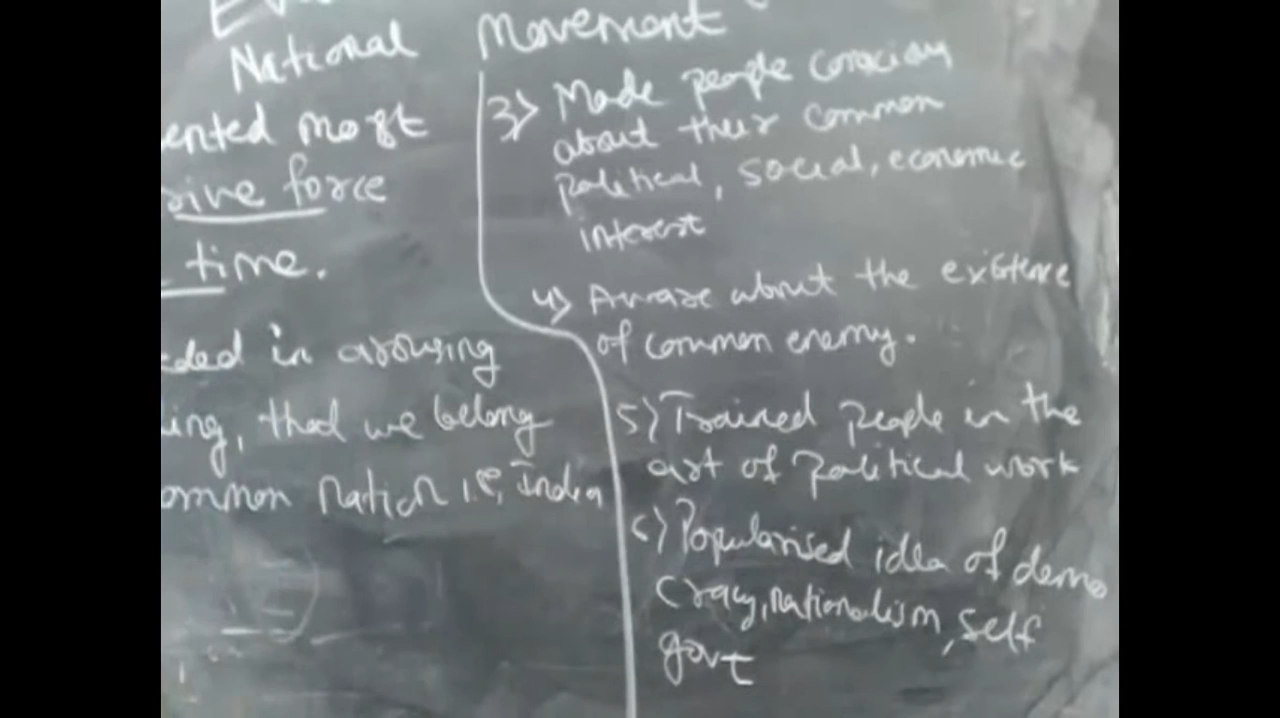 National Movement
ented most
rive force
time.
eded in arousing
ing, that we belong
ommon nation i.e, India
3) Made people conscious
about their common
political, social, economic
interest
4) Aware about the existence
of common enemy.
5) Trained people in the
art of political work
6) Popularised idea of demo
cracy, nationalism, self
govt